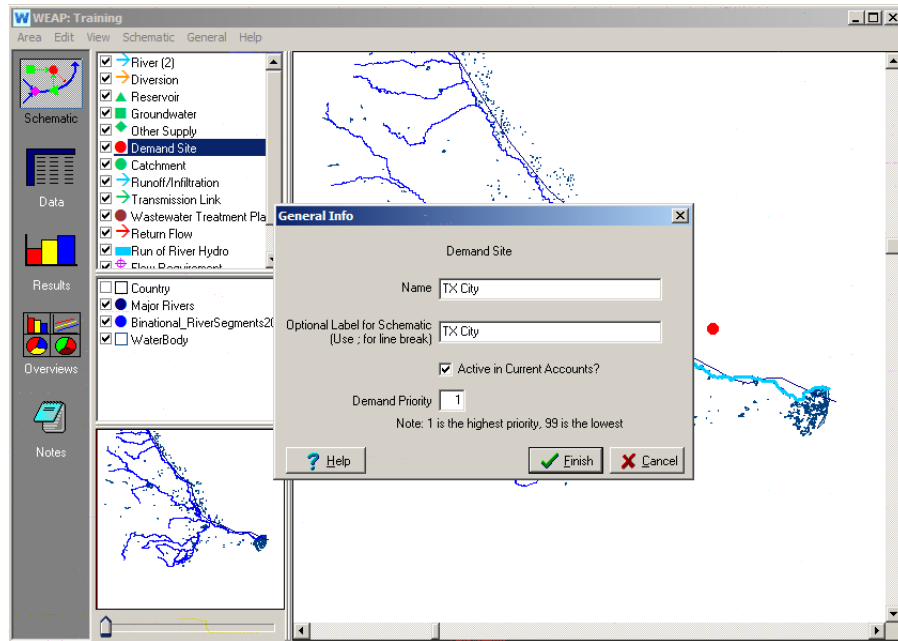 WEAP: Training
Area Edit View Schematic General Help
Schematic
Data
Results
Overviews
Notes
River (2)
Diversion
Reservoir
Groundwater
Other Supply
Demand Site
Catchment
Runoff/Infiltration
Transmission Link
Wastewater Treatment Pla
Return Flow
Run of River Hydro
Flow Requirement
Country
Major Rivers
Binational_RiverSegments20
WaterBody
General Info
Demand Site
Name TX City
Optional Label for Schematic TX City
(Use ; for line break)
Active in Current Accounts?
Demand Priority 1
Note: 1 is the highest priority, 99 is the lowest
? Help Finish Cancel